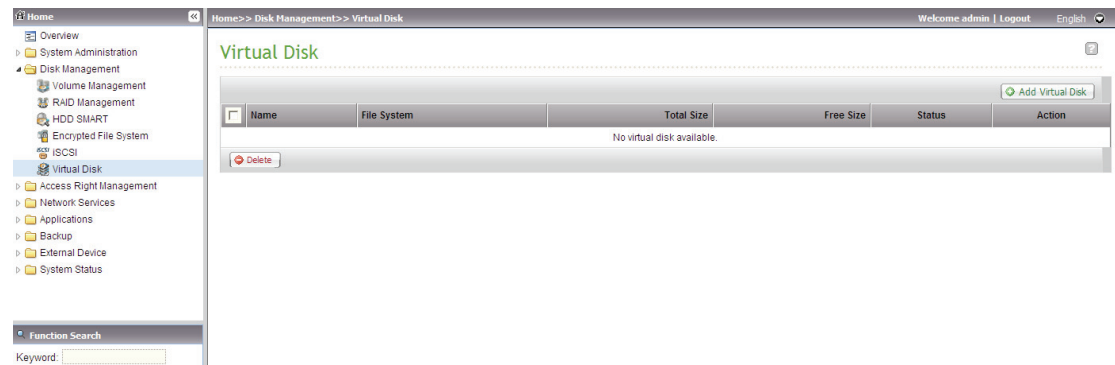 Home
Home>> Disk Management>> Virtual Disk
Welcome admin | Logout English
Overview
System Administration
Disk Management
Volume Management
RAID Management
HDD SMART
Encrypted File System
iSCSI
Virtual Disk
Access Right Management
Network Services
Applications
Backup
External Device
System Status
Function Search
Keyword:
Virtual Disk
Add Virtual Disk
Name File System Total Size Free Size Status Action
No virtual disk available.
Delete